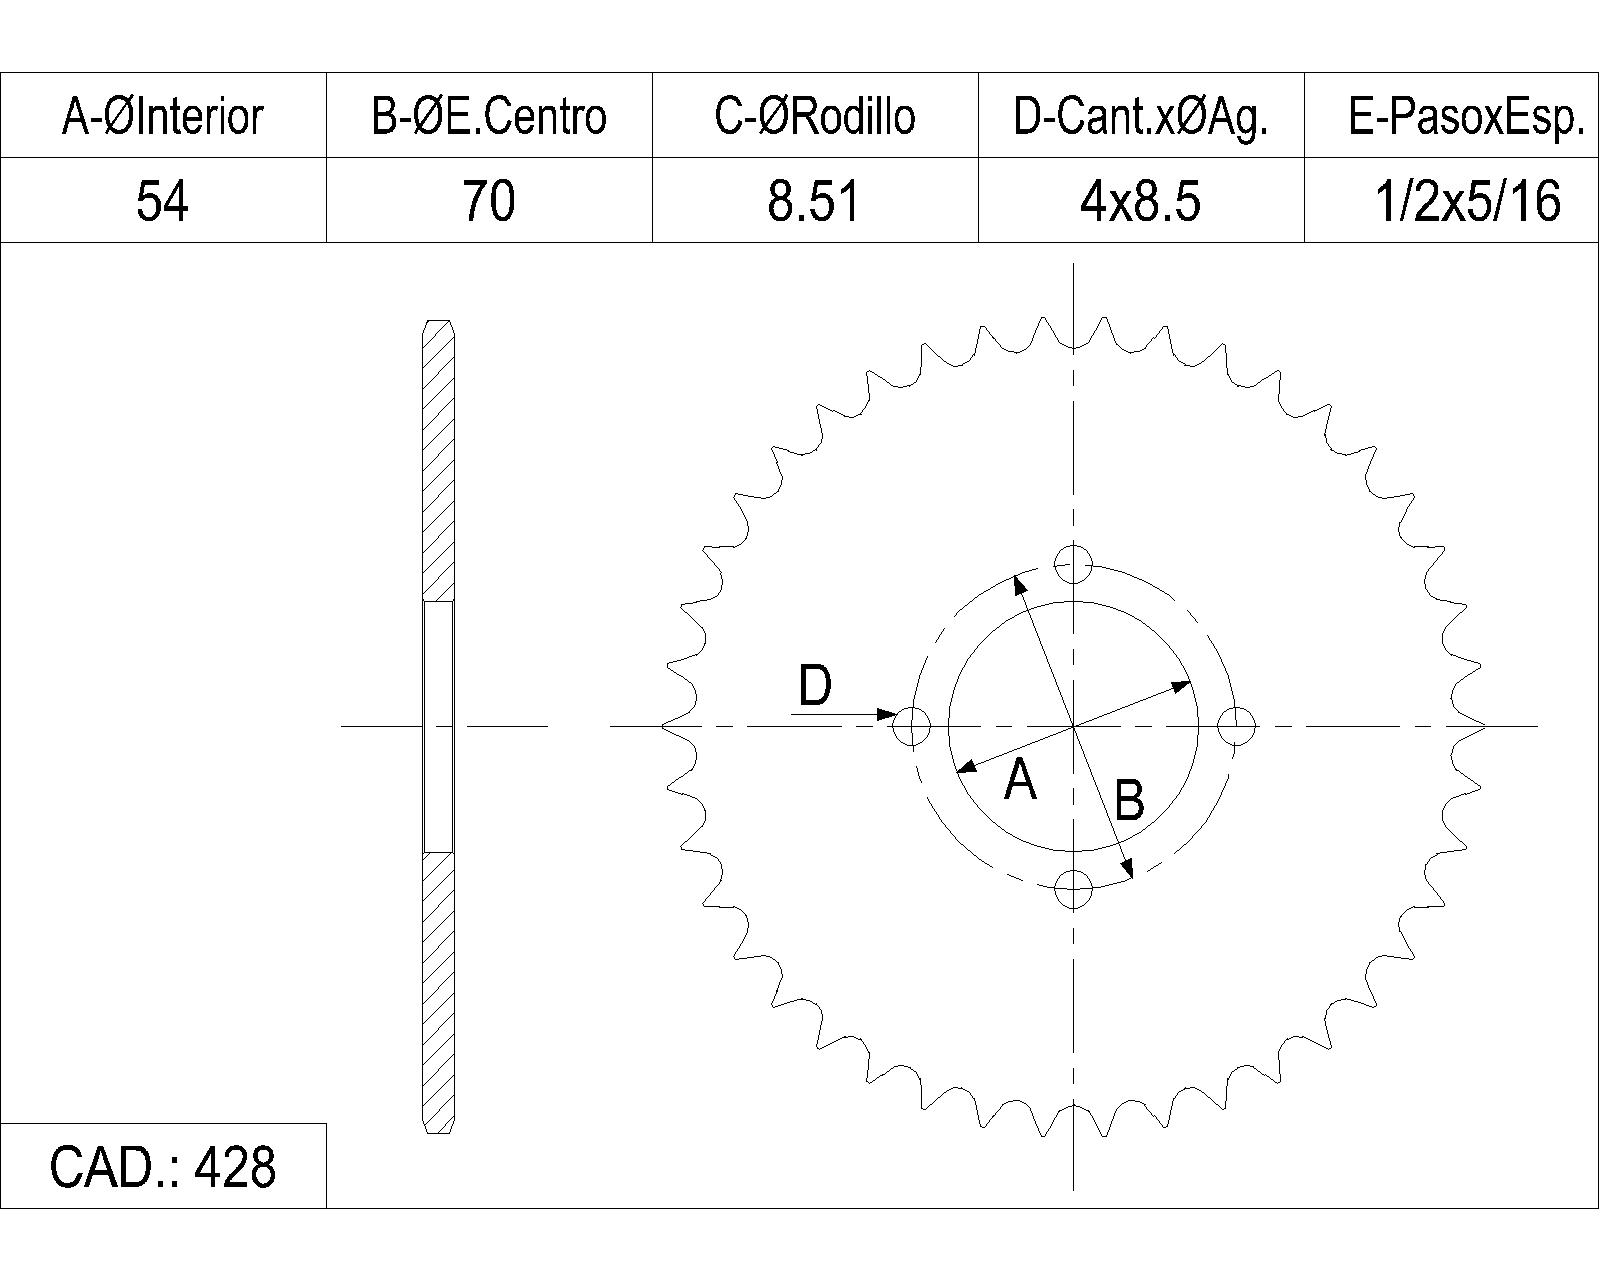 A-ØInterior B-ØE.Centro C-ØRodillo D-Cant.xØAg. E-PasoxEsp.
54 70 8.51 4x8.5 1/2x5/16
D
A
B
CAD.: 428